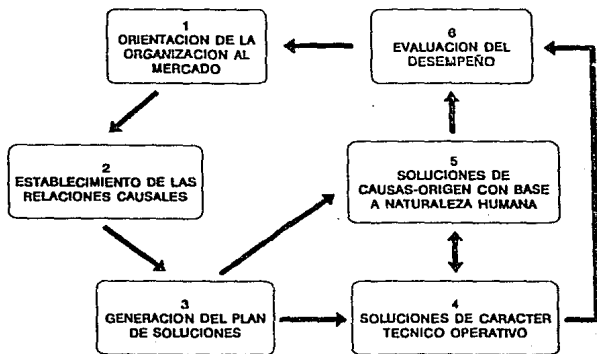 1
ORIENTACION DE LA
ORGANIZACION AL
MERCADO
2
ESTABLECIMIENTO DE LAS
RELACIONES CAUSALES
3
GENERACION DEL PLAN
DE SOLUCIONES
4
SOLUCIONES DE CARACTER
TECNICO OPERATIVO
5
SOLUCIONES DE
CAUSAS-ORIGEN CON BASE
A NATURALEZA HUMANA
6
EVALUACION DEL
DESEMPEÑO